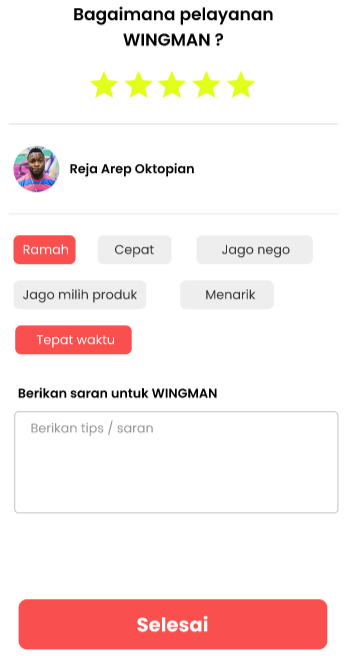 Bagaimana pelayanan
WINGMAN ?
Reja Arep Oktopian
Ramah
Cepat
Jago nego
Jago milih produk
Menarik
Tepat waktu
Berikan saran untuk WINGMAN
Berikan tips / saran
Selesai